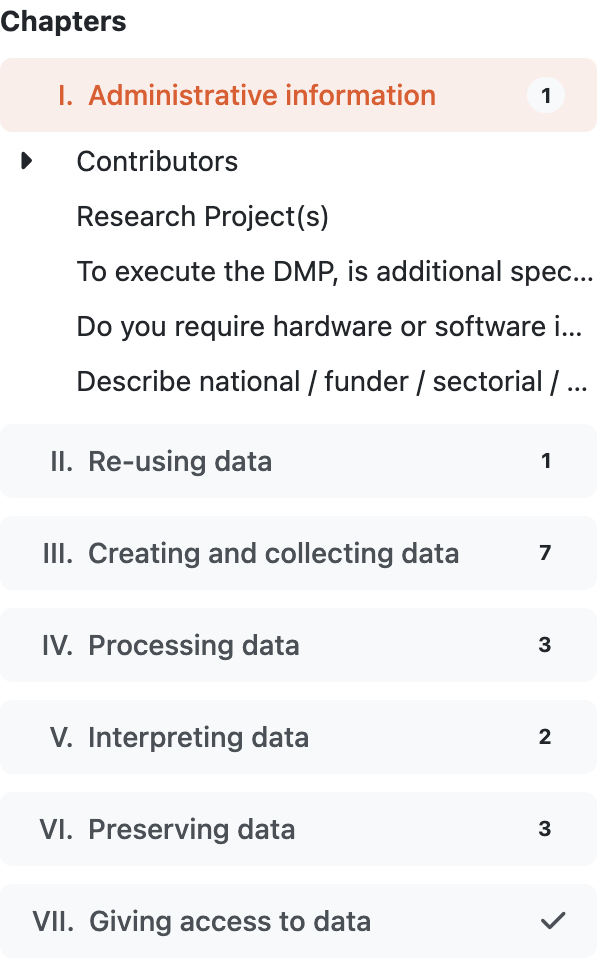 Chapters
I. Administrative information 1
Contributors
Research Project(s)
To execute the DMP, is additional spec...
Do you require hardware or software i...
Describe national / funder / sectorial / ...
II. Re-using data 1
III. Creating and collecting data 7
IV. Processing data 3
V. Interpreting data 2
VI. Preserving data 3
VII. Giving access to data